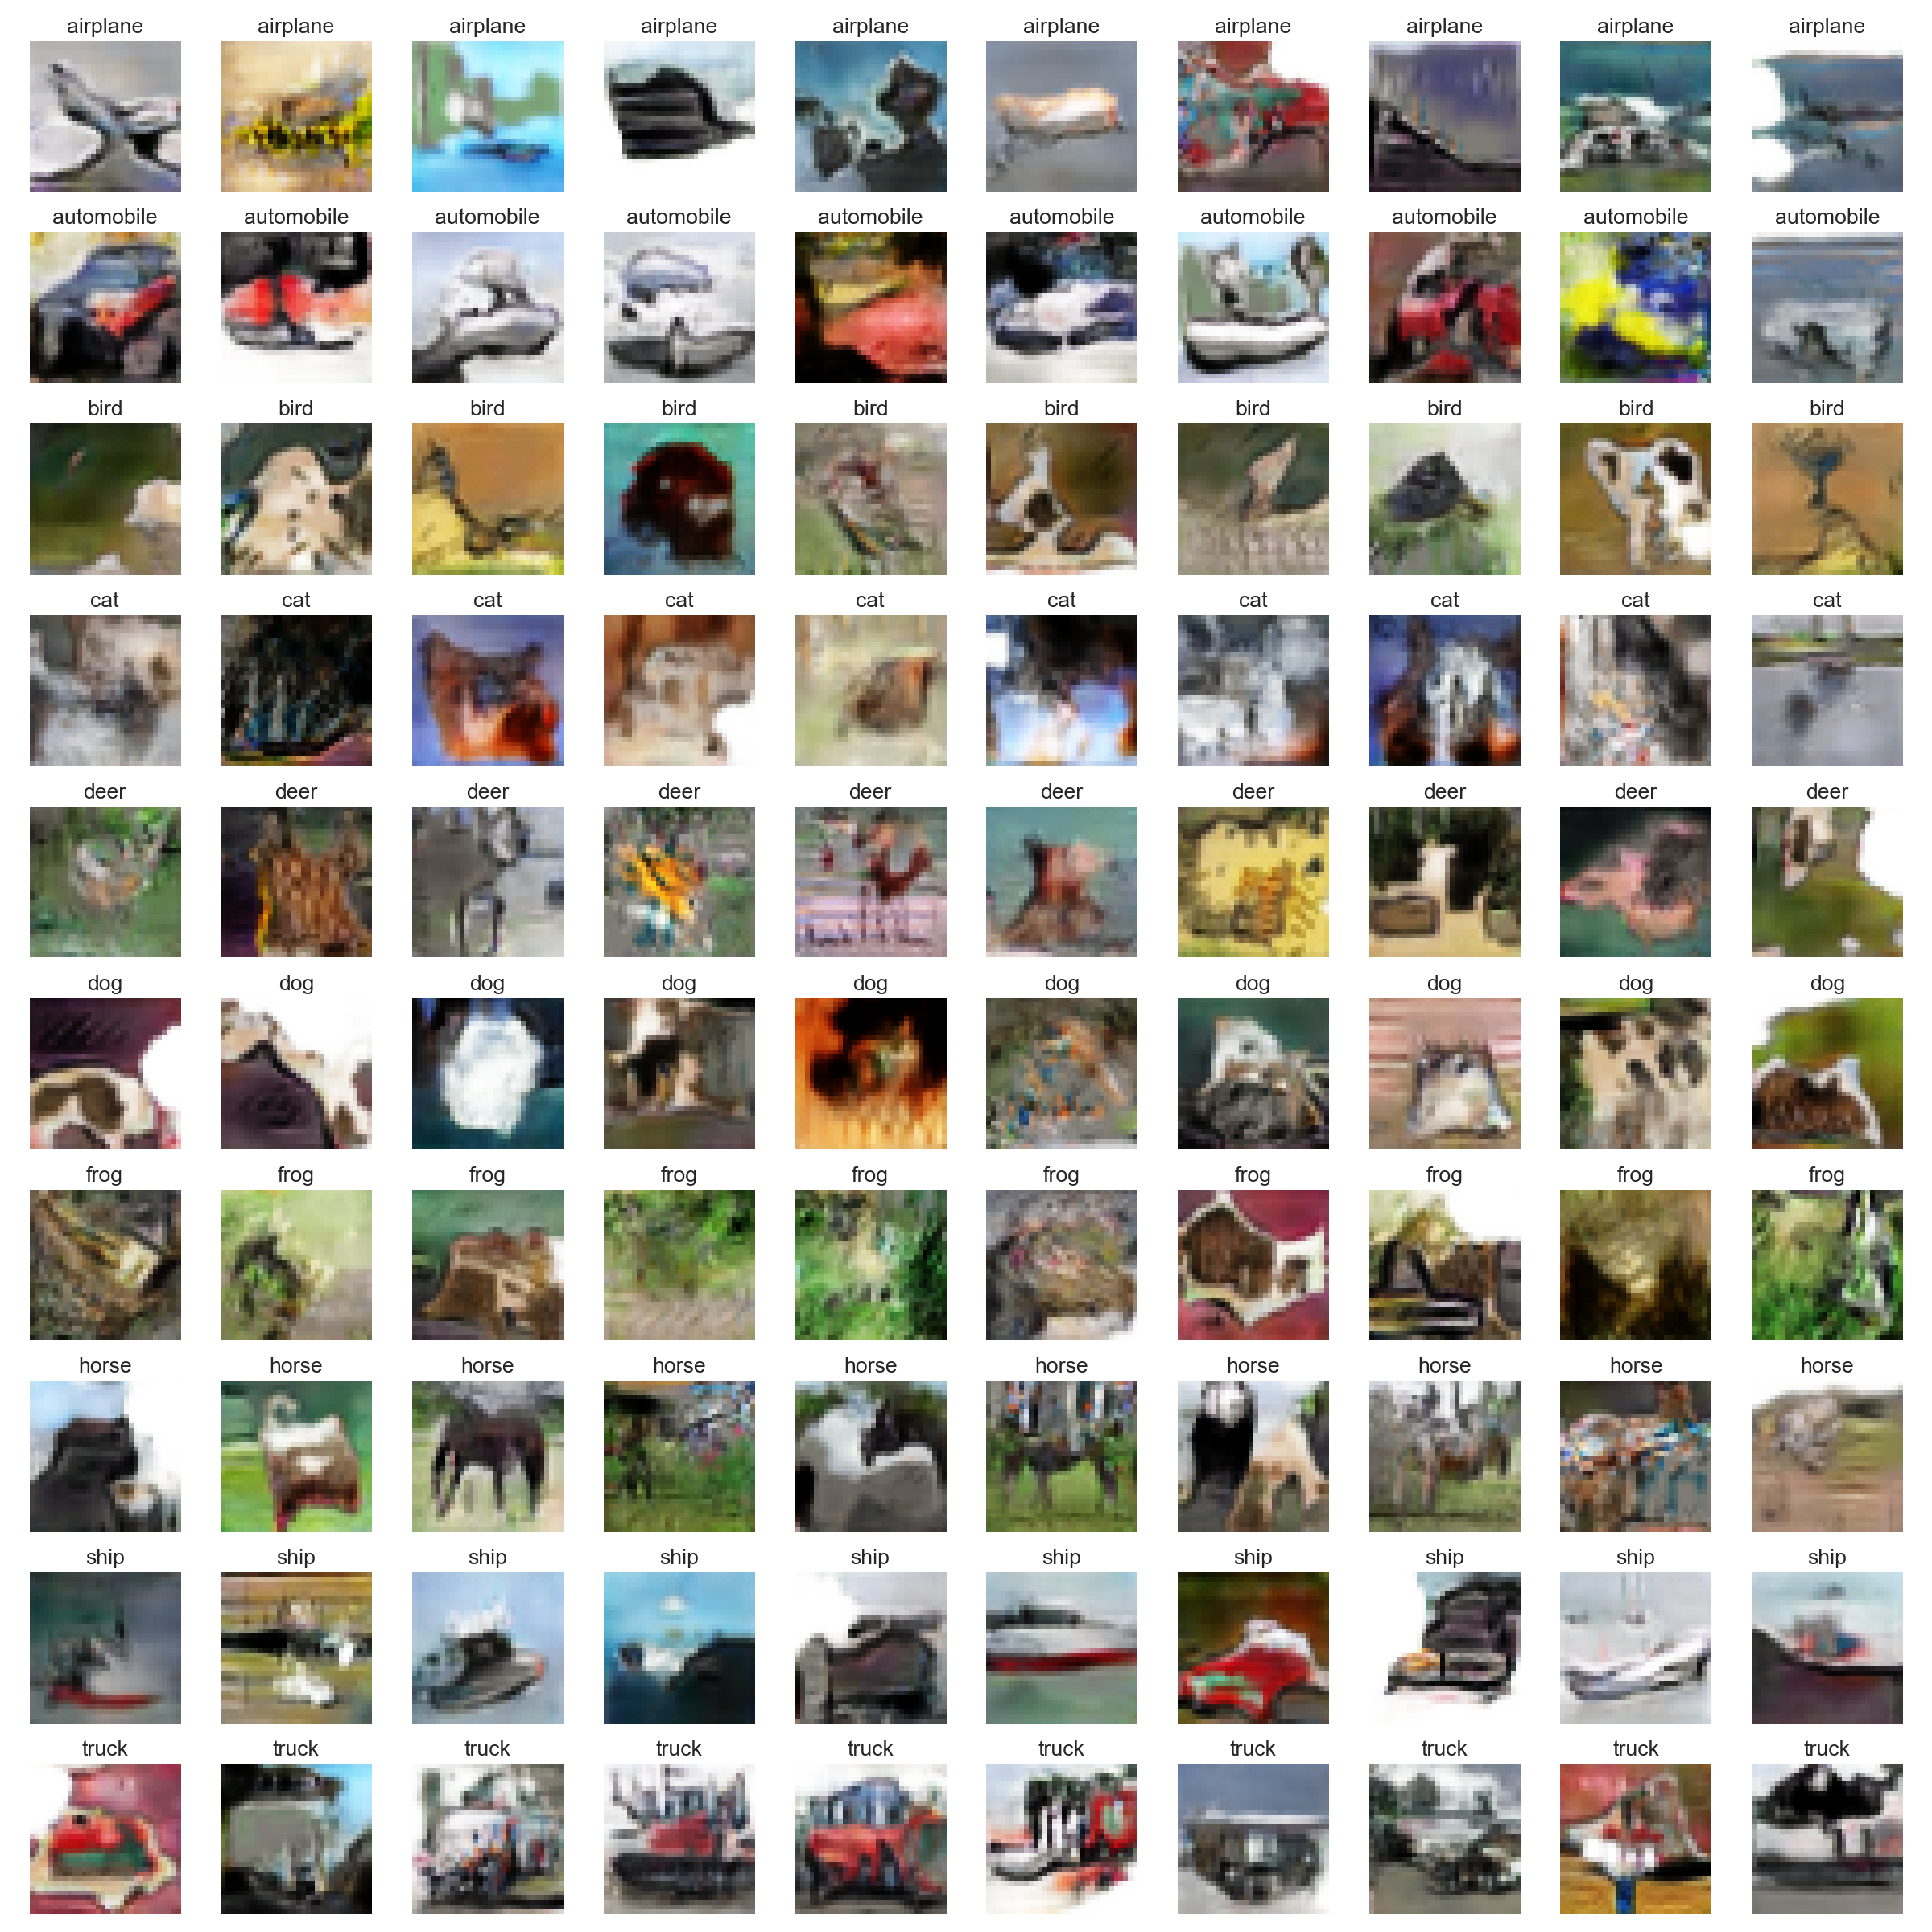 airplane airplane airplane airplane airplane airplane airplane airplane airplane airplane
automobile automobile automobile automobile automobile automobile automobile automobile automobile automobile
bird bird bird bird bird bird bird bird bird bird
cat cat cat cat cat cat cat cat cat cat
deer deer deer deer deer deer deer deer deer deer
dog dog dog dog dog dog dog dog dog dog
frog frog frog frog frog frog frog frog frog frog
horse horse horse horse horse horse horse horse horse horse
ship ship ship ship ship ship ship ship ship ship
truck truck truck truck truck truck truck truck truck truck